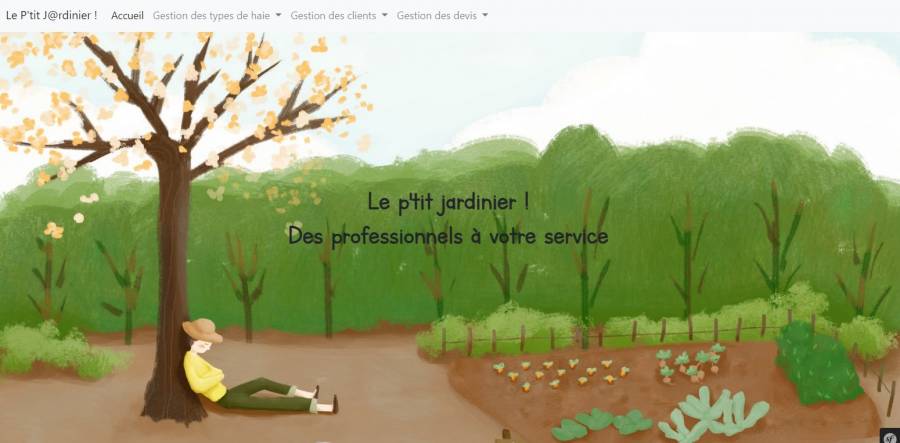 Le P'tit J@rdinier ! Accueil Gestion des types de haie Gestion des clients Gestion des devis
Le p'tit jardinier !
Des professionnels à votre service